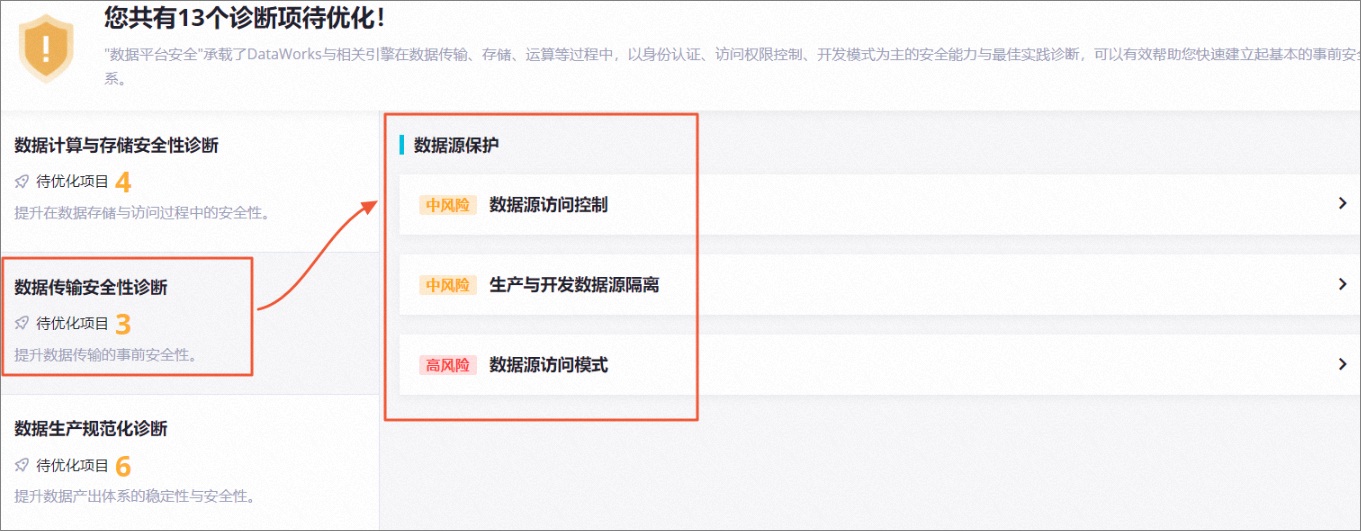 您共有13个诊断项待优化！
"数据平台安全"承载了DataWorks与相关引擎在数据传输、存储、运算等过程中，以身份认证、访问权限控制、开发模式为主的安全能力与最佳实践诊断，可以有效帮助您快速建立起基本的事前安全
系。
数据计算与存储安全性诊断
待优化项目 4
提升在数据存储与访问过程中的安全性。
数据传输安全性诊断
待优化项目 3
提升数据传输的事前安全性。
数据生产规范化诊断
待优化项目 6
提升数据产出体系的稳定性与安全性。
数据源保护
中风险 数据源访问控制
中风险 生产与开发数据源隔离
高风险 数据源访问模式